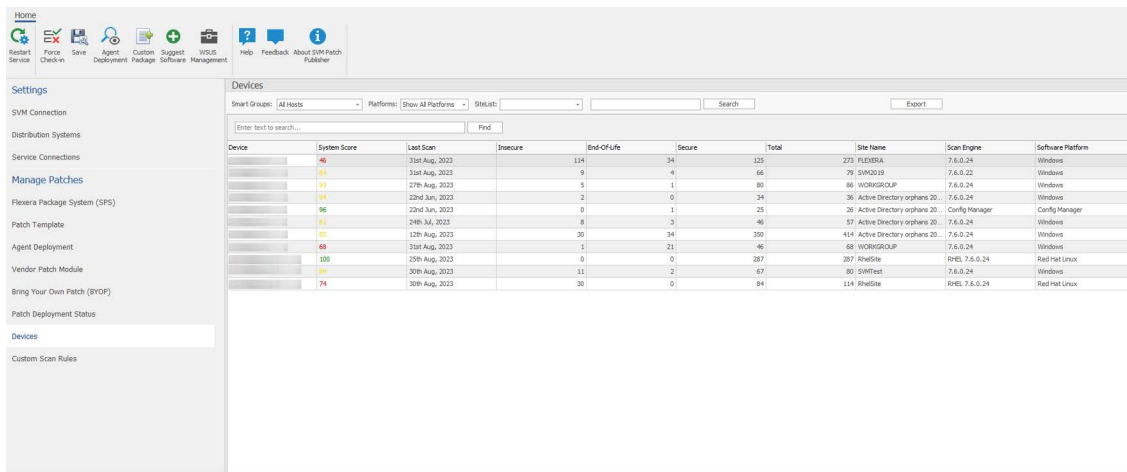 Home
Restart Service
Force Check-in
Save
Agent Deployment
Custom Package
Suggest Software
WSUS Management
Help
Feedback
About SVM Patch Publisher
Settings
SVM Connection
Distribution Systems
Service Connections
Manage Patches
Flexera Package System (SPS)
Patch Template
Agent Deployment
Vendor Patch Module
Bring Your Own Patch (BYOP)
Patch Deployment Status
Devices
Custom Scan Rules
Devices
Smart Groups: All Hosts Platforms: Show All Platforms SiteList: Search Export
Enter text to search... Find
Device System Score Last Scan Insecure End-Of-Life Secure Total Site Name Scan Engine Software Platform
46 31st Aug, 2023 114 34 125 273 FLEXERA 7.6.0.24 Windows
31st Aug, 2023 9 4 66 79 SVM2019 7.6.0.22 Windows
93 27th Aug, 2023 5 1 80 86 WORKGROUP 7.6.0.24 Windows
94 22nd Jun, 2023 2 0 34 36 Active Directory orphans 20... 7.6.0.24 Windows
96 22nd Jun, 2023 0 1 25 26 Active Directory orphans 20... Config Manager Config Manager
24th Jul, 2023 8 3 46 57 Active Directory orphans 20... 7.6.0.24 Windows
12th Aug, 2023 30 34 350 414 Active Directory orphans 20... 7.6.0.24 Windows
68 31st Aug, 2023 1 21 46 68 WORKGROUP 7.6.0.24 Windows
100 25th Aug, 2023 0 0 287 287 RhelSite RHEL 7.6.0.24 Red Hat Linux
30th Aug, 2023 11 2 67 80 SVMTest 7.6.0.24 Windows
74 30th Aug, 2023 30 0 84 114 RhelSite RHEL 7.6.0.24 Red Hat Linux